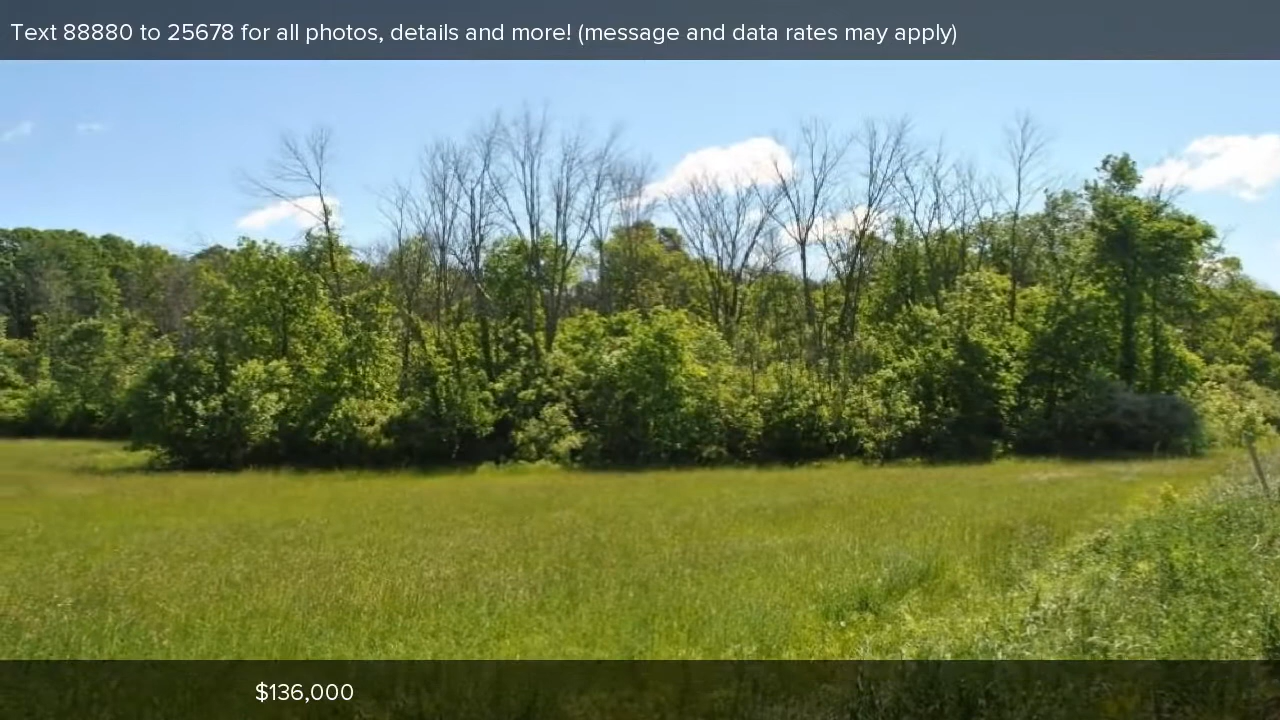 Text 88880 to 25678 for all photos, details and more! (message and data rates may apply)
$136,000